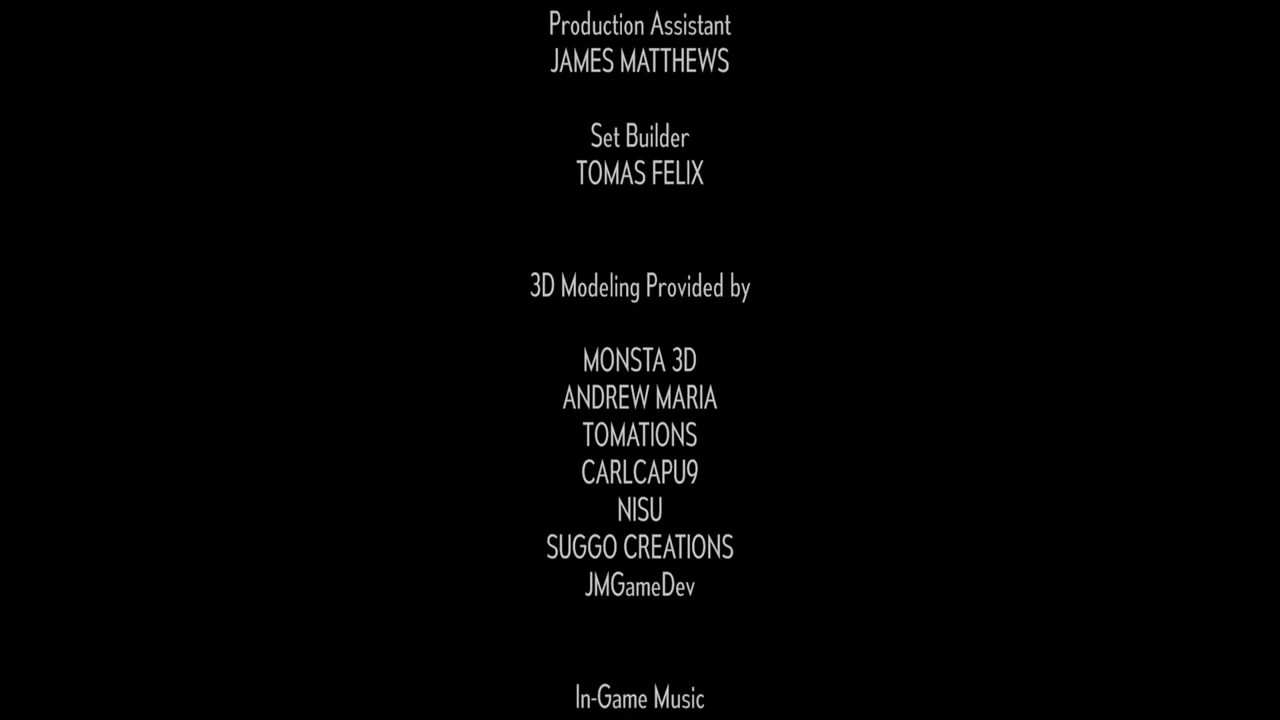 Production Assistant
JAMES MATTHEWS
Set Builder
TOMAS FELIX
3D Modeling Provided by
MONSTA 3D
ANDREW MARIA
TOMATIONS
CARLCAPU9
NISU
SUGGO CREATIONS
JMGameDev
In-Game Music